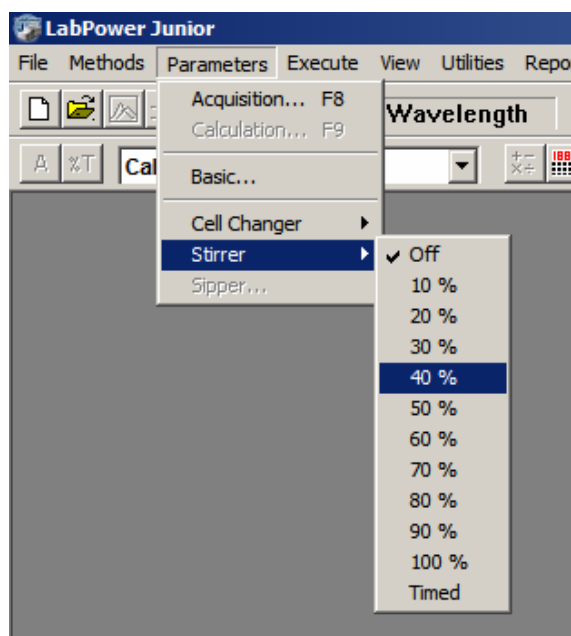 LabPower Junior
File Methods Parameters Execute View Utilities Repo
Acquisition... F8
Wavelength
Calculation... F9
A %T Cal
Basic...
Cell Changer
Stirrer
Off
Sipper...
10 %
20 %
30 %
40 %
50 %
60 %
70 %
80 %
90 %
100 %
Timed